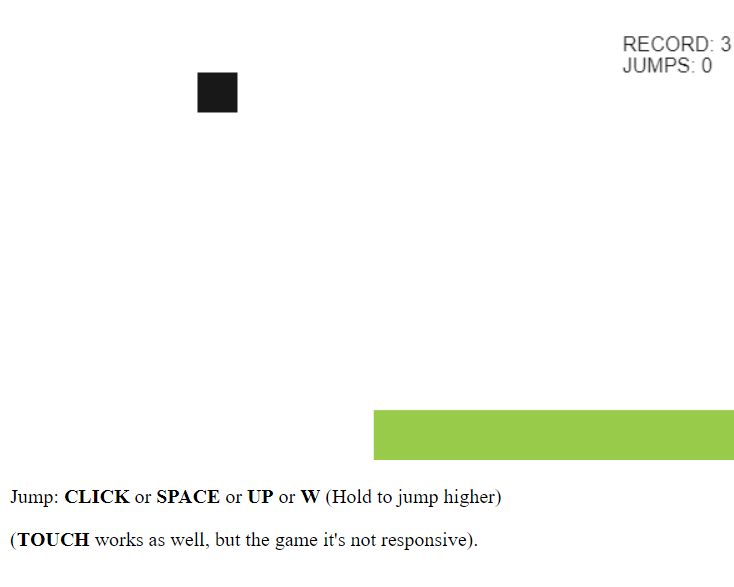 RECORD: 3
JUMPS: 0
Jump: CLICK or SPACE or UP or W (Hold to jump higher)
(TOUCH works as well, but the game it's not responsive).